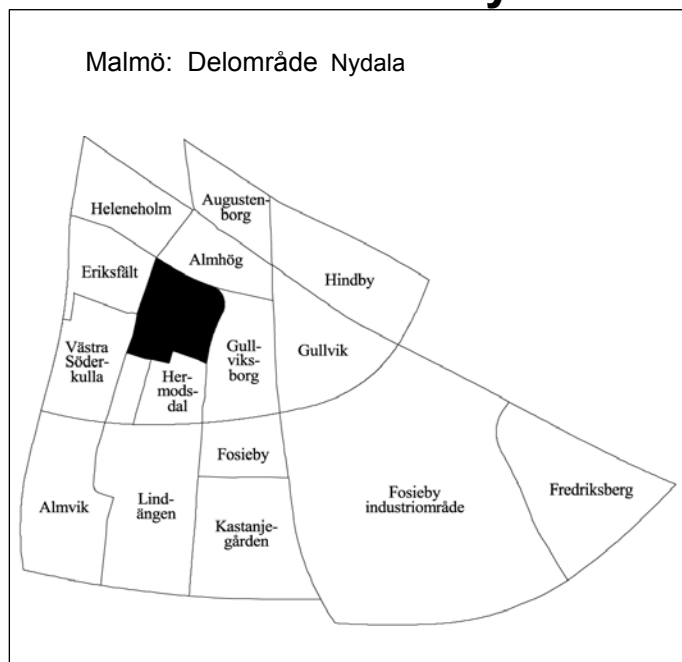 Malmö: Delområde Nydala
Heleneholm
Augusten-
borg
Almhög
Eriksfält
Hindby
Västra
Söder-
kulla
Her-
mods-
dal
Gull-
viks-
borg
Gullvik
Fosieby
Almvik
Lind-
ängen
Kastanje-
gården
Fosieby
industriområde
Fredriksberg